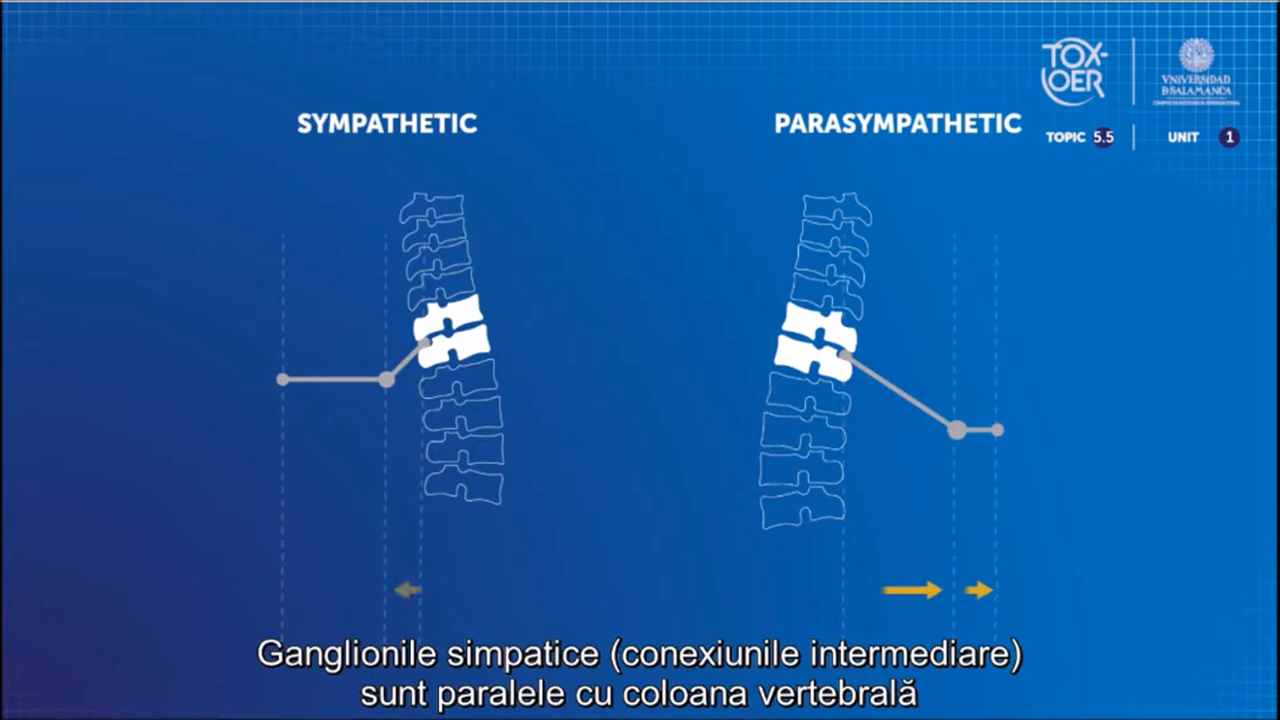 TOX-
OER
VNIVERSIDAD
D SALAMANCA
SYMPATHETIC
PARASYMPATHETIC
TOPIC 5.5
UNIT 1
Ganglionile simpatice (conexiunile intermediare)
sunt paralele cu coloana vertebrală